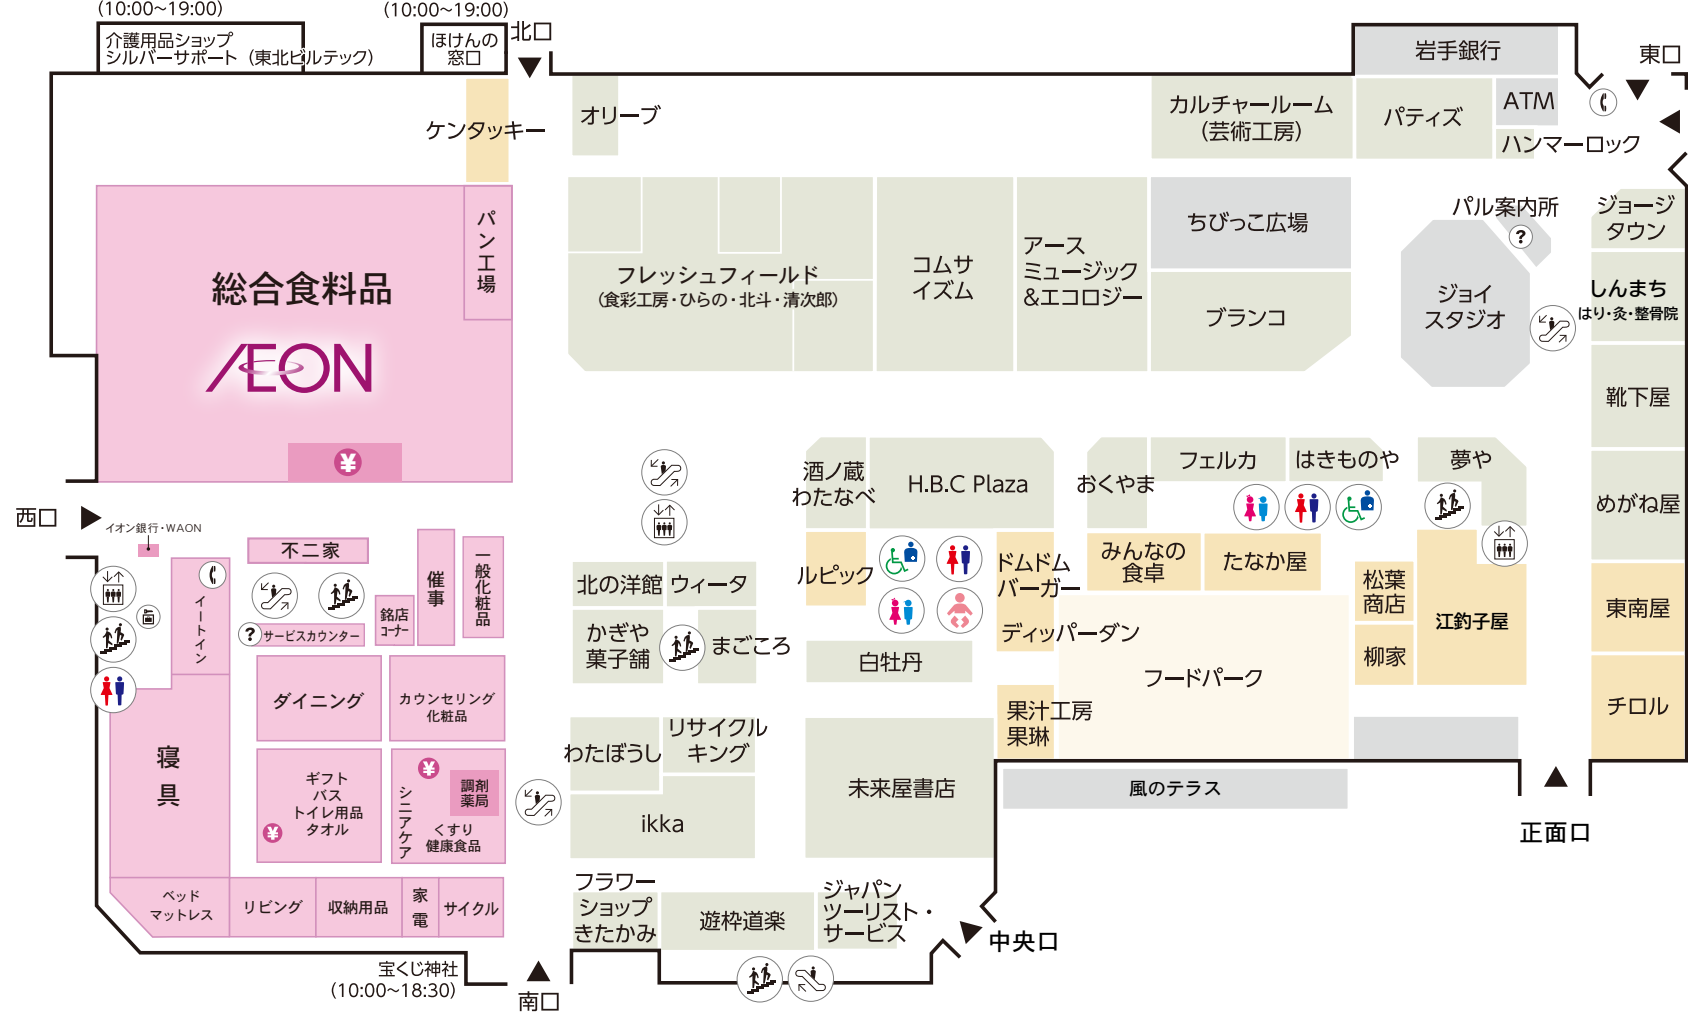 (10:00~19:00)
介護用品ショップ
シルバーサポート（東北ビルテック）
(10:00~19:00)
ほけんの
窓口
北口
岩手銀行
東口
ケンタッキー
オリーブ
カルチャールーム
（芸術工房）
パティズ
ATM
ハンマーロック
パン工場
総合食料品
ÆON
¥
フレッシュフィールド
（食彩工房・ひらの・北斗・清次郎）
コムサ
イズム
アース
ミュージック
&エコロジー
ちびっこ広場
ブランコ
パル案内所
?
ジョイ
スタジオ
ジョージ
タウン
しんまち
はり・灸・整骨院
靴下屋
めがね屋
東南屋
チロル
西口
イオン銀行・WAON
不二家
催事
一般化粧品
イートイン
銘店
コーナー
?
サービスカウンター
ダイニング
カウンセリング
化粧品
寝具
ギフト
バス
トイレ用品
タオル
¥
¥
シニアケア
調剤
薬局
くすり
健康食品
ベッド
マットレス
リビング
収納用品
家電
サイクル
宝くじ神社
(10:00~18:30)
南口
酒ノ蔵
わたなべ
H.B.C Plaza
おくやま
フェルカ
はきものや
夢や
ルピック
ドムドム
バーガー
みんなの
食卓
たなか屋
松葉
商店
江釣子屋
柳家
北の洋館
ウィータ
かぎや
菓子舗
まごころ
白牡丹
ディッパーダン
フードパーク
果汁工房
果琳
わたぼうし
リサイクル
キング
ikka
未来屋書店
風のテラス
正面口
フラワー
ショップ
きたかみ
遊枠道楽
ジャパン
ツーリスト・
サービス
中央口